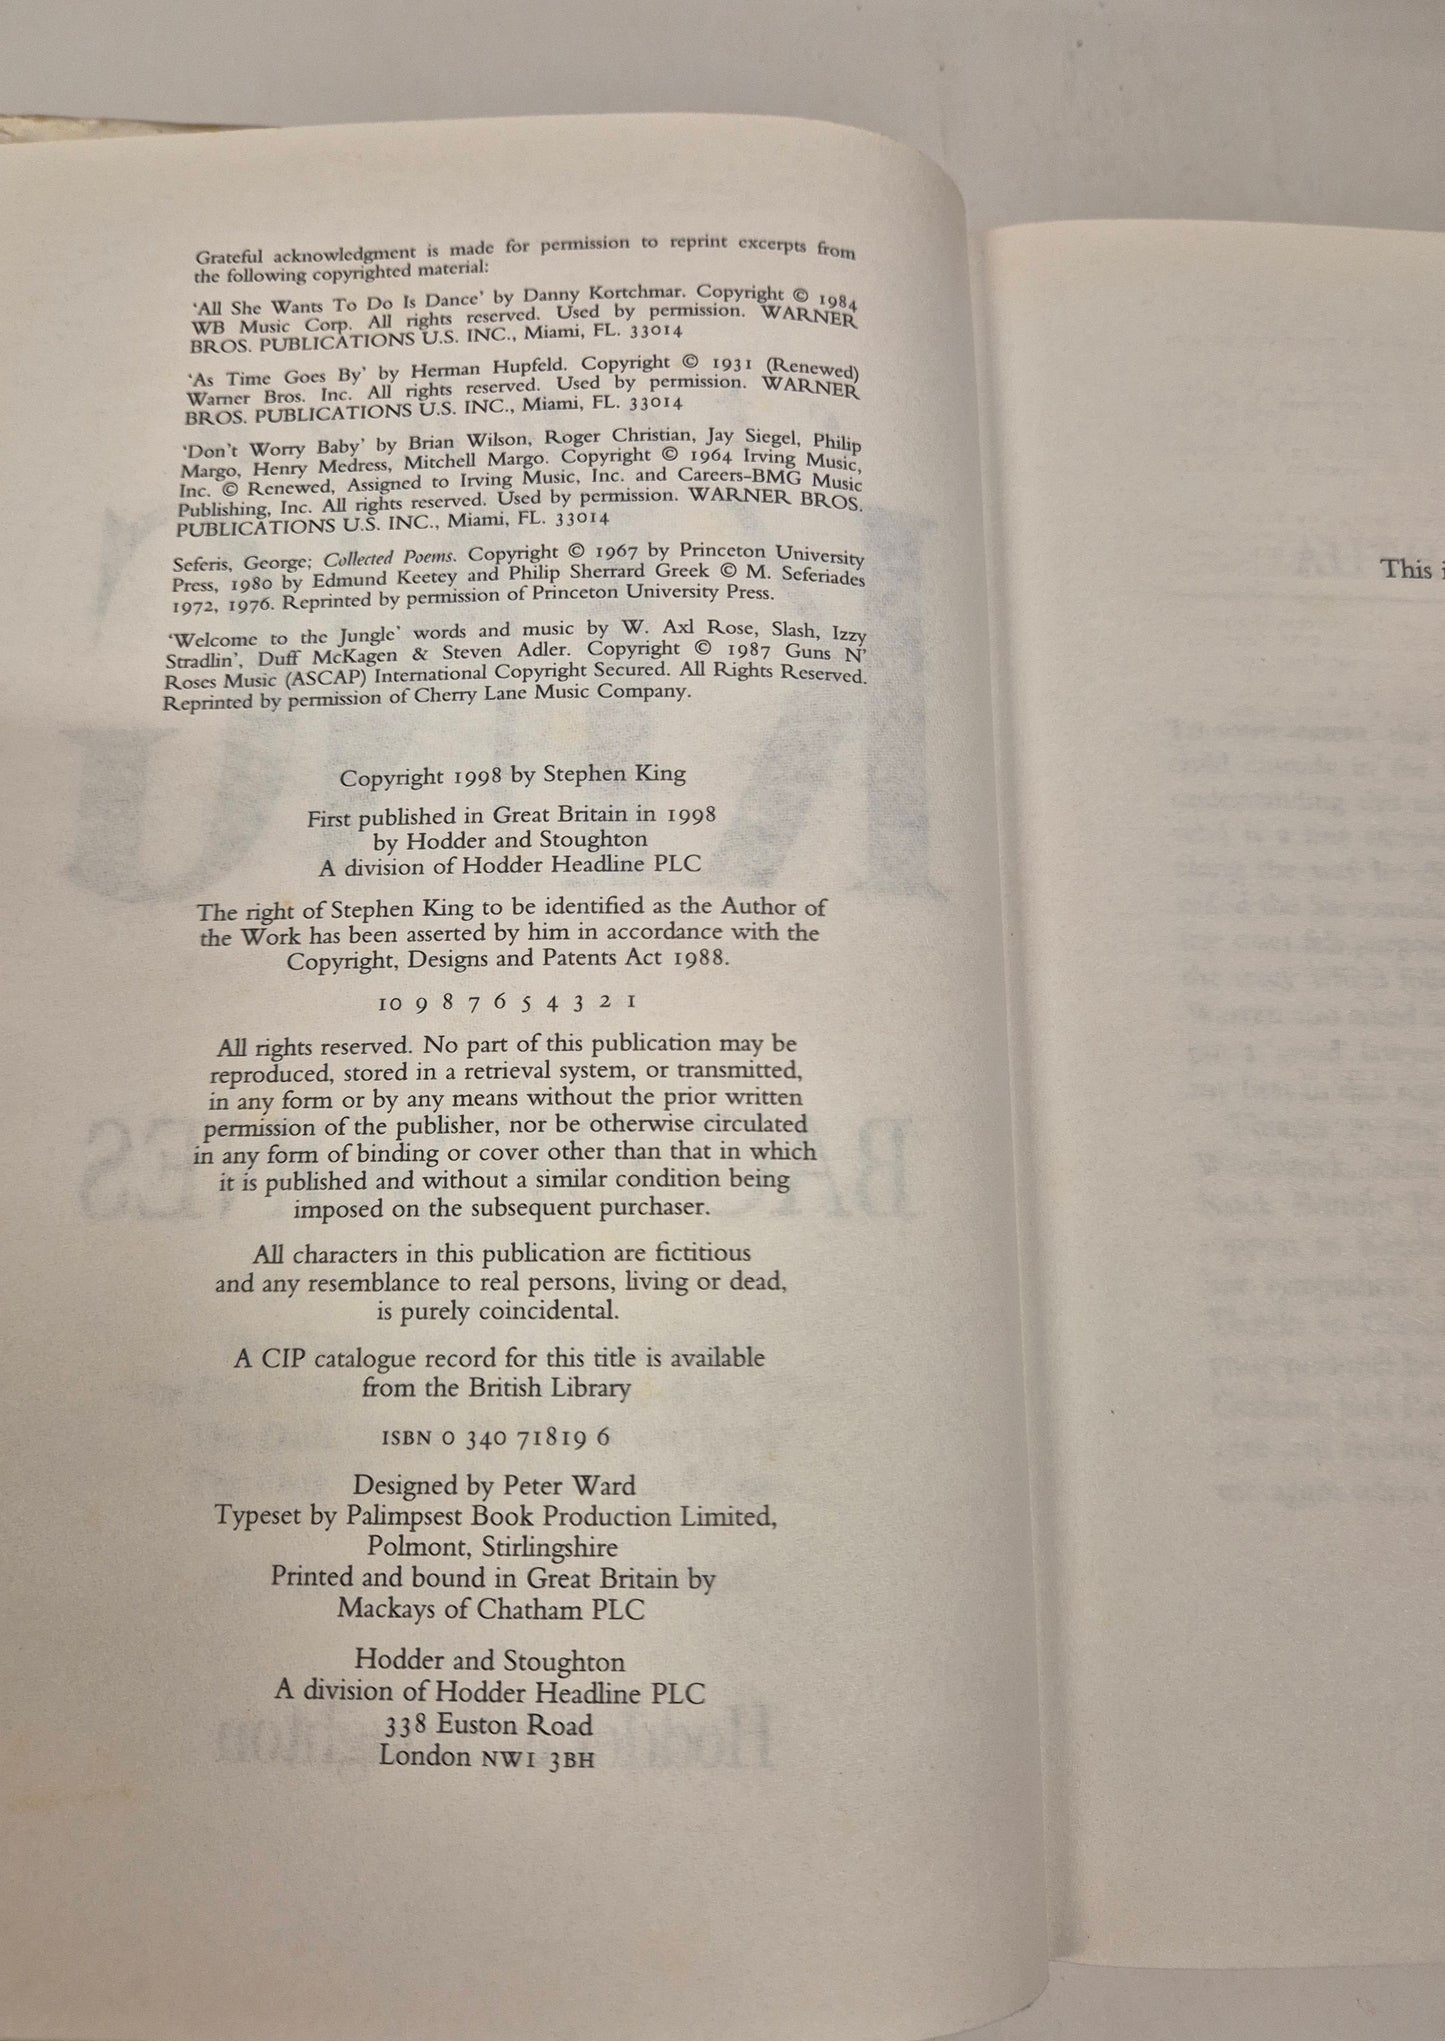 Grateful acknowledgment is made for permission to reprint excerpts from
the following copyrighted material:
‘All She Wants To Do Is Dance’ by Danny Kortchmar. Copyright © 1984
WB Music Corp. All rights reserved. Used by permission. WARNER
BROS. PUBLICATIONS U.S. INC., Miami, FL. 33014
‘As Time Goes By’ by Herman Hupfeld. Copyright © 1931 (Renewed)
Warner Bros. Inc. All rights reserved. Used by permission. WARNER
BROS. PUBLICATIONS U.S. INC., Miami, FL. 33014
‘Don't Worry Baby’ by Brian Wilson, Roger Christian, Jay Siegel, Philip
Margo, Henry Medress, Mitchell Margo. Copyright © 1964 Irving Music,
Inc. © Renewed, Assigned to Irving Music, Inc. and Careers-BMG Music
Publishing, Inc. All rights reserved. Used by permission. WARNER BROS.
PUBLICATIONS U.S. INC., Miami, FL. 33014
Seferis, George; Collected Poems. Copyright © 1967 by Princeton University
Press, 1980 by Edmund Keetey and Philip Sherrard Greek © M. Seferiades
1972, 1976. Reprinted by permission of Princeton University Press.
‘Welcome to the Jungle’ words and music by W. Axl Rose, Slash, Izzy
Stradlin’, Duff McKagen & Steven Adler. Copyright © 1987 Guns N’
Roses Music (ASCAP) International Copyright Secured. All Rights Reserved.
Reprinted by permission of Cherry Lane Music Company.
Copyright 1998 by Stephen King
First published in Great Britain in 1998
by Hodder and Stoughton
A division of Hodder Headline PLC
The right of Stephen King to be identified as the Author of
the Work has been asserted by him in accordance with the
Copyright, Designs and Patents Act 1988.
10 9 8 7 6 5 4 3 2 1
All rights reserved. No part of this publication may be
reproduced, stored in a retrieval system, or transmitted,
in any form or by any means without the prior written
permission of the publisher, nor be otherwise circulated
in any form of binding or cover other than that in which
it is published and without a similar condition being
imposed on the subsequent purchaser.
All characters in this publication are fictitious
and any resemblance to real persons, living or dead,
is purely coincidental.
A CIP catalogue record for this title is available
from the British Library
ISBN 0 340 71819 6
Designed by Peter Ward
Typeset by Palimpsest Book Production Limited,
Polmont, Stirlingshire
Printed and bound in Great Britain by
Mackays of Chatham PLC
Hodder and Stoughton
A division of Hodder Headline PLC
338 Euston Road
London NW1 3BH
This